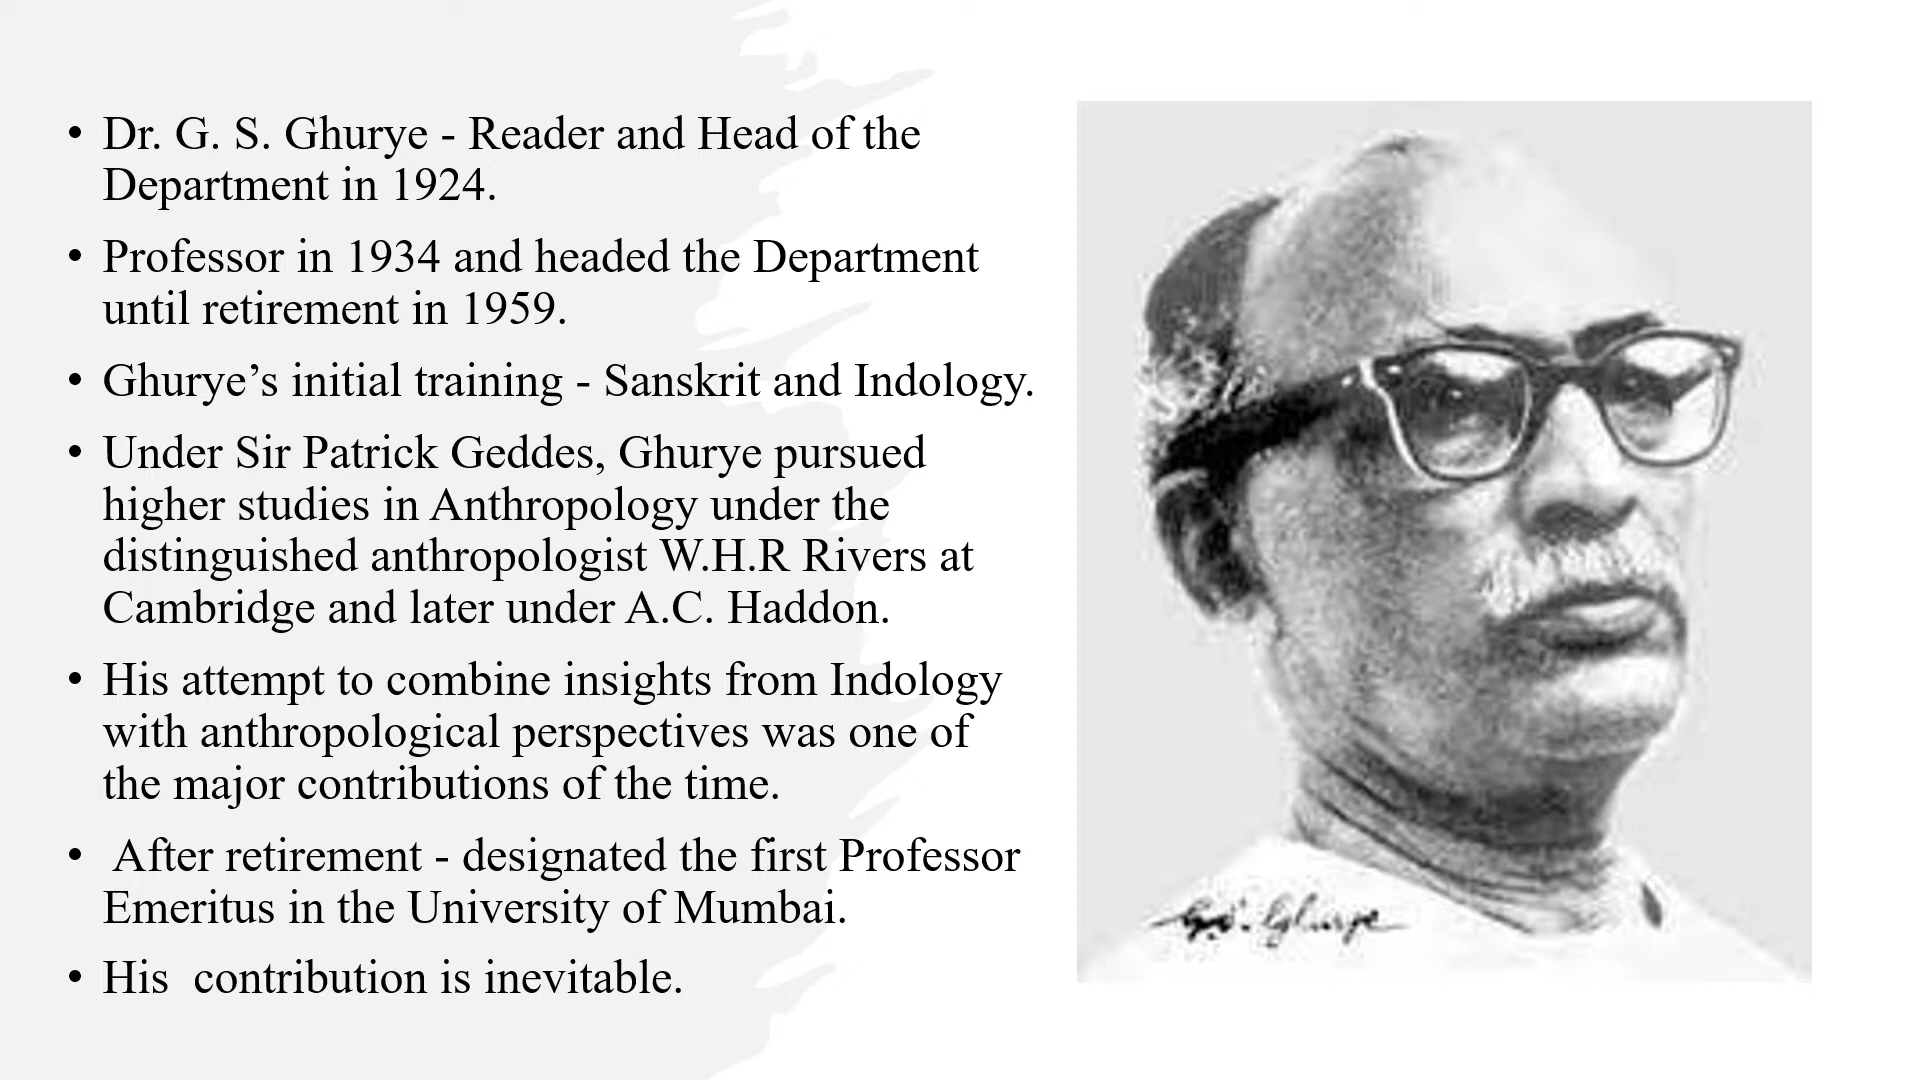 • Dr. G. S. Ghurye - Reader and Head of the
Department in 1924.
• Professor in 1934 and headed the Department
until retirement in 1959.
• Ghurye’s initial training - Sanskrit and Indology.
• Under Sir Patrick Geddes, Ghurye pursued
higher studies in Anthropology under the
distinguished anthropologist W.H.R Rivers at
Cambridge and later under A.C. Haddon.
• His attempt to combine insights from Indology
with anthropological perspectives was one of
the major contributions of the time.
• After retirement - designated the first Professor
Emeritus in the University of Mumbai.
• His  contribution is inevitable.
G.S. Ghurye